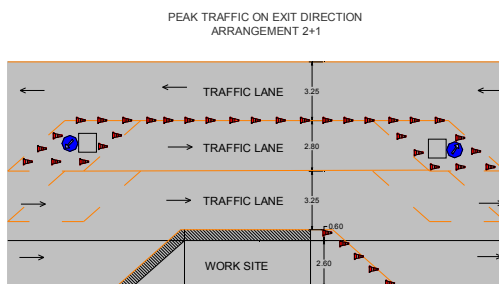 PEAK TRAFFIC ON EXIT DIRECTION
ARRANGEMENT 2+1
TRAFFIC LANE
3.25
TRAFFIC LANE
2.80
TRAFFIC LANE
3.25
0.60
WORK SITE
2.60